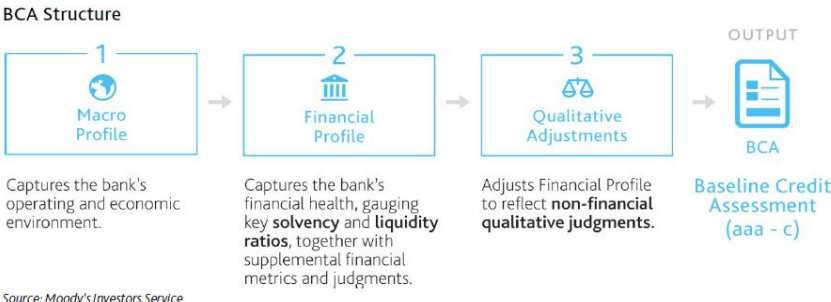 BCA Structure
1
Macro
Profile
Captures the bank's
operating and economic
environment.
2
Financial
Profile
Captures the bank's
financial health, gauging
key solvency and liquidity
ratios, together with
supplemental financial
metrics and judgments.
3
Qualitative
Adjustments
Adjusts Financial Profile
to reflect non-financial
qualitative judgments.
OUTPUT
BCA
Baseline Credit
Assessment
(aaa - c)
Source: Moody's Investors Service